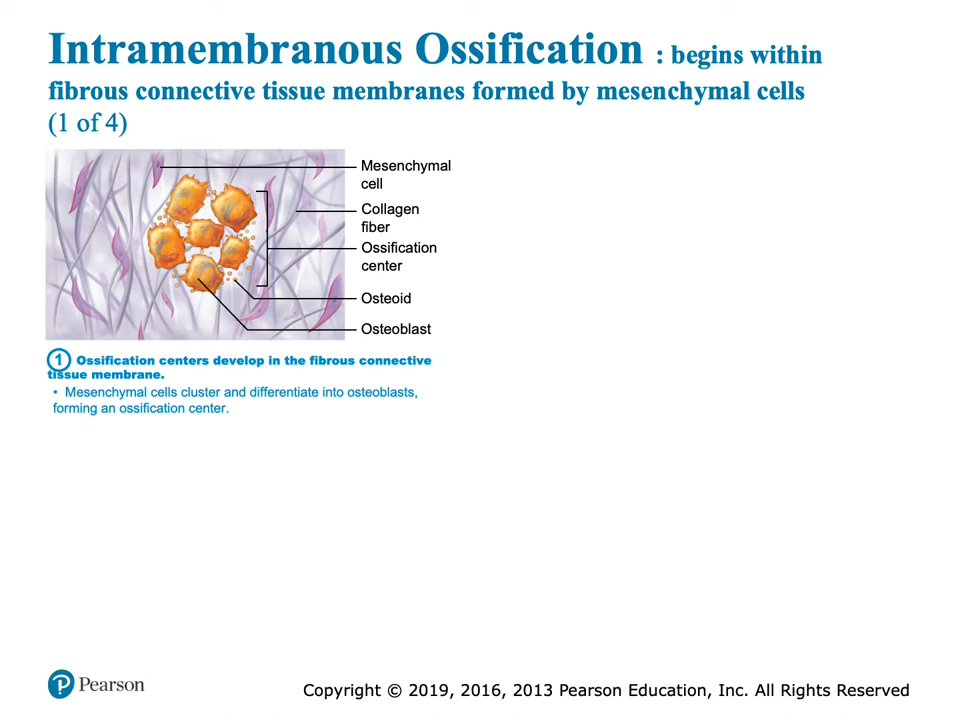 Intramembranous Ossification : begins within
fibrous connective tissue membranes formed by mesenchymal cells
(1 of 4)
Mesenchymal
cell
Collagen
fiber
Ossification
center
Osteoid
Osteoblast
1 Ossification centers develop in the fibrous connective
tissue membrane.
• Mesenchymal cells cluster and differentiate into osteoblasts,
forming an ossification center.
P Pearson
Copyright © 2019, 2016, 2013 Pearson Education, Inc. All Rights Reserved